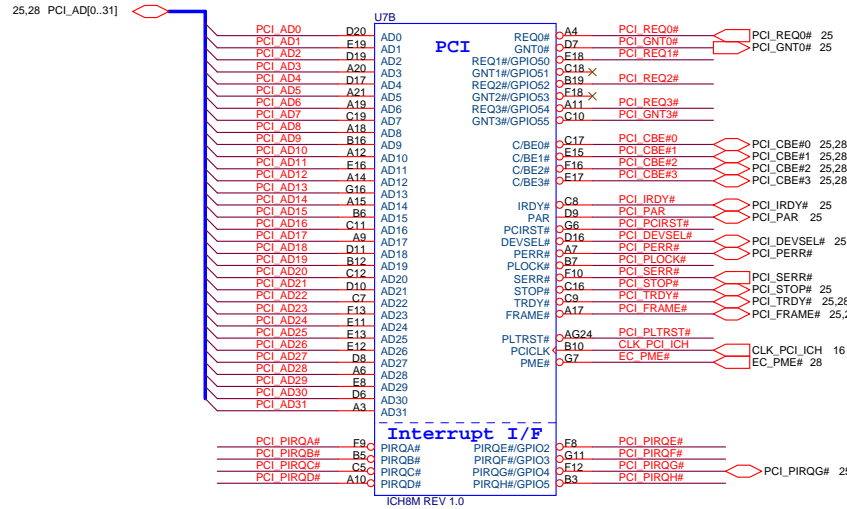 25,28 PCI_AD[0..31]
U7B
PCI
PCI_AD0 D20 AD0
PCI_AD1 E19 AD1
PCI_AD2 D19 AD2
PCI_AD3 A20 AD3
PCI_AD4 D17 AD4
PCI_AD5 A21 AD5
PCI_AD6 A19 AD6
PCI_AD7 C19 AD7
PCI_AD8 A18 AD8
PCI_AD9 B16 AD9
PCI_AD10 A12 AD10
PCI_AD11 E16 AD11
PCI_AD12 A14 AD12
PCI_AD13 G16 AD13
PCI_AD14 A15 AD14
PCI_AD15 B6 AD15
PCI_AD16 C11 AD16
PCI_AD17 A9 AD17
PCI_AD18 D11 AD18
PCI_AD19 B12 AD19
PCI_AD20 C12 AD20
PCI_AD21 D10 AD21
PCI_AD22 C7 AD22
PCI_AD23 F13 AD23
PCI_AD24 E11 AD24
PCI_AD25 E13 AD25
PCI_AD26 E12 AD26
PCI_AD27 D8 AD27
PCI_AD28 A6 AD28
PCI_AD29 E8 AD29
PCI_AD30 D6 AD30
PCI_AD31 A3 AD31
REQ0# A4 PCI_REQ0# PCI_REQ0# 25
GNT0# D7 PCI_GNT0# PCI_GNT0# 25
REQ1#/GPIO50 E18 PCI_REQ1#
GNT1#/GPIO51 C18
REQ2#/GPIO52 B19 PCI_REQ2#
GNT2#/GPIO53 F18
REQ3#/GPIO54 A11 PCI_REQ3#
GNT3#/GPIO55 C10 PCI_GNT3#
C/BE0# C17 PCI_CBE#0 PCI_CBE#0 25,28
C/BE1# E15 PCI_CBE#1 PCI_CBE#1 25,28
C/BE2# F16 PCI_CBE#2 PCI_CBE#2 25,28
C/BE3# E17 PCI_CBE#3 PCI_CBE#3 25,28
IRDY# C8 PCI_IRDY# PCI_IRDY# 25
PAR D9 PCI_PAR PCI_PAR 25
PCIRST# G6 PCI_PCIRST#
DEVSEL# D16 PCI_DEVSEL# PCI_DEVSEL# 25
PERR# A7 PCI_PERR# PCI_PERR#
PLOCK# B7 PCI_PLOCK#
SERR# F10 PCI_SERR# PCI_SERR#
STOP# C16 PCI_STOP# PCI_STOP# 25
TRDY# C9 PCI_TRDY# PCI_TRDY# 25,28
FRAME# A17 PCI_FRAME# PCI_FRAME#
PLTRST# AG24 PCI_PLTRST#
PCICLK B10 CLK_PCI_ICH CLK_PCI_ICH 16
PME# G7 EC_PME# EC_PME# 28
Interrupt I/F
PCI_PIRQA# F9 PIRQA# PIRQE#/GPIO2 F8 PCI_PIRQE#
PCI_PIRQB# B5 PIRQB# PIRQF#/GPIO3 G11 PCI_PIRQF#
PCI_PIRQC# C5 PIRQC# PIRQG#/GPIO4 F12 PCI_PIRQG# PCI_PIRQG# 25
PCI_PIRQD# A10 PIRQD# PIRQH#/GPIO5 B3 PCI_PIRQH#
ICH8M REV 1.0